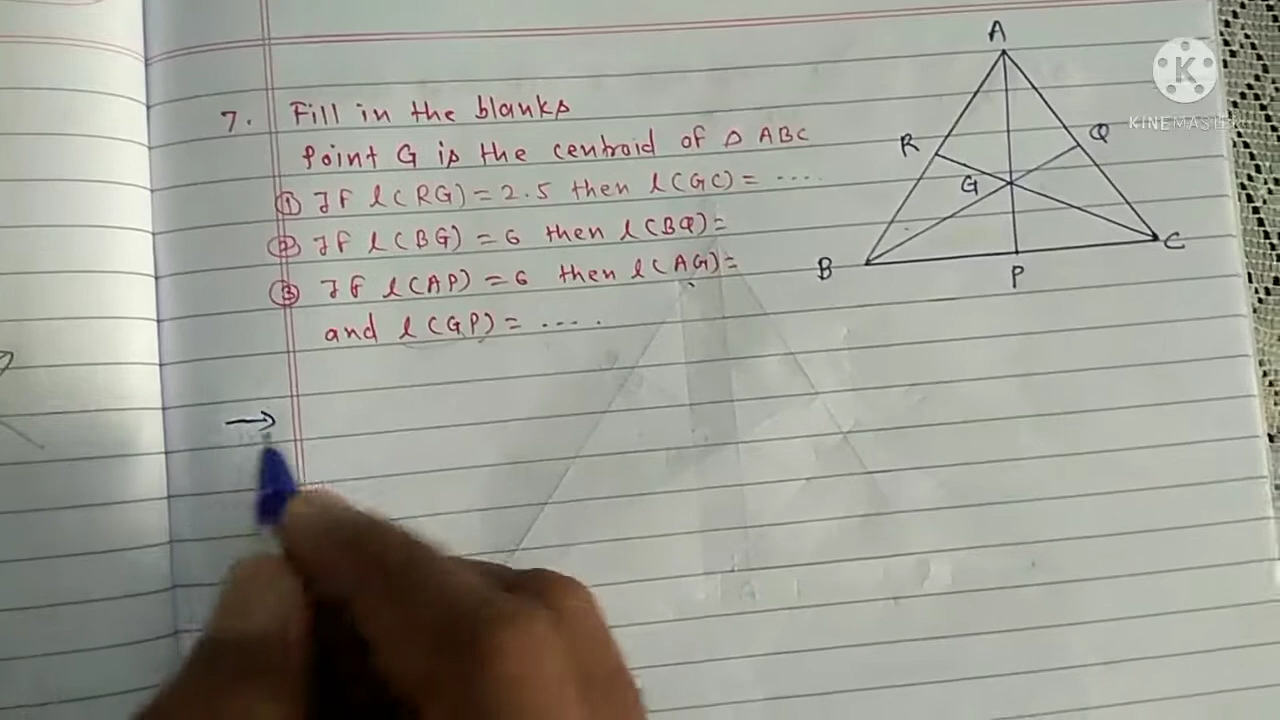 7. Fill in the blanks
Point G is the centroid of △ ABC
① If l(RG) = 2.5 then l(GC) = ....
② If l(BG) = 6 then l(BQ) =
③ If l(AP) = 6 then l(AG) =
and l(GP) = ....
→
A
R
Q
G
B
P
C
K
KINEMASTER